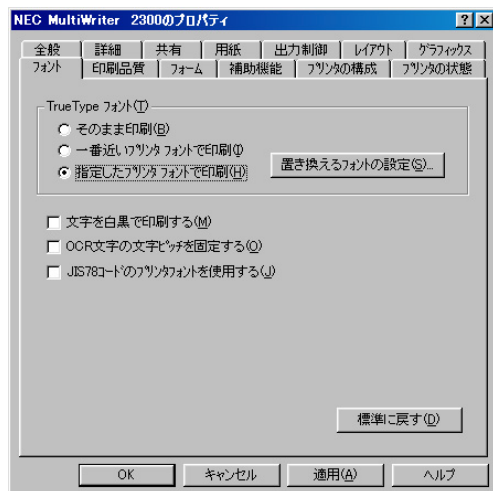 NEC MultiWriter 2300のプロパティ
全般 詳細 共有 用紙 出力制御 レイアウト グラフィックス
フォント 印刷品質 フォーム 補助機能 プリンタの構成 プリンタの状態
TrueType フォント(T)
そのまま印刷(B)
一番近いプリンタ フォントで印刷(I)
指定したプリンタ フォントで印刷(H)
置き換えるフォントの設定(S)...
文字を白黒で印刷する(M)
OCR文字の文字ピッチを固定する(O)
JIS78コードのプリンタフォントを使用する(J)
標準に戻す(D)
OK キャンセル 適用(A) ヘルプ